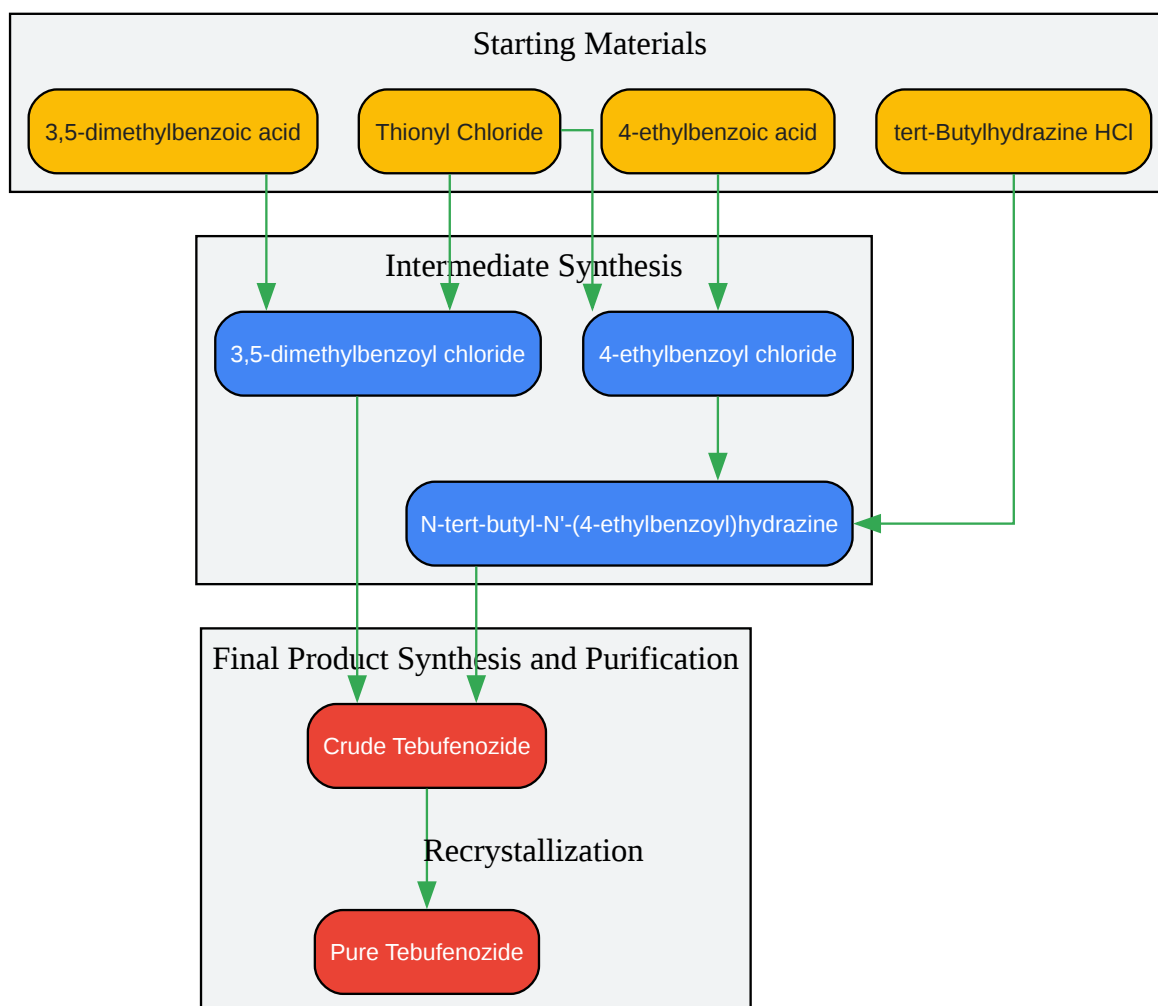 Starting Materials
3,5-dimethylbenzoic acid
Thionyl Chloride
4-ethylbenzoic acid
tert-Butylhydrazine HCl
Intermediate Synthesis
3,5-dimethylbenzoyl chloride
4-ethylbenzoyl chloride
N-tert-butyl-N'-(4-ethylbenzoyl)hydrazine
Final Product Synthesis and Purification
Crude Tebufenozide
Recrystallization
Pure Tebufenozide